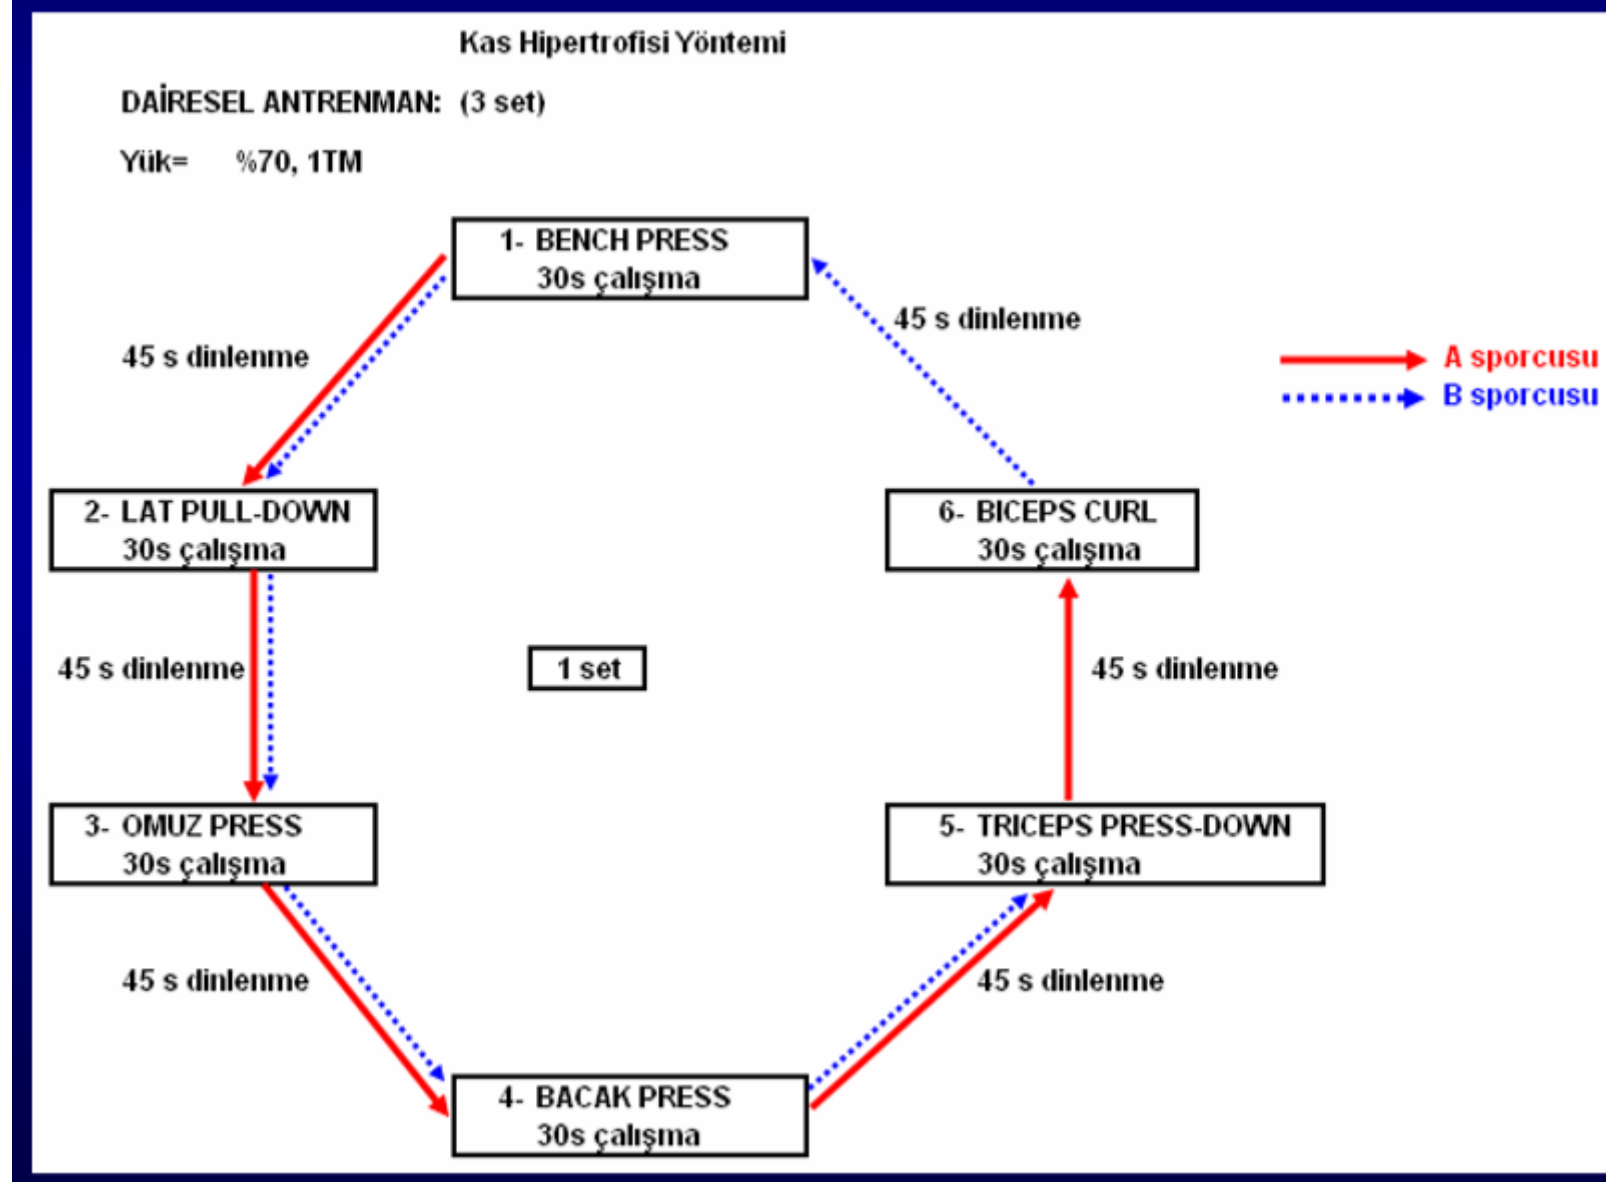 Kas Hipertrofisi Yöntemi
DAİRESEL ANTRENMAN: (3 set)
Yük= %70, 1TM
1- BENCH PRESS
30s çalışma
45 s dinlenme
45 s dinlenme
A sporcusu
B sporcusu
2- LAT PULL-DOWN
30s çalışma
6- BICEPS CURL
30s çalışma
45 s dinlenme
1 set
45 s dinlenme
3- OMUZ PRESS
30s çalışma
5- TRICEPS PRESS-DOWN
30s çalışma
45 s dinlenme
45 s dinlenme
4- BACAK PRESS
30s çalışma